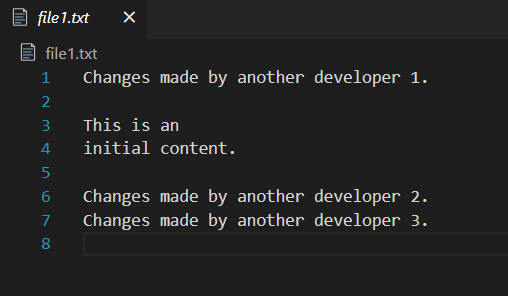 file1.txt
file1.txt
1 Changes made by another developer 1.
2
3 This is an
4 initial content.
5
6 Changes made by another developer 2.
7 Changes made by another developer 3.
8